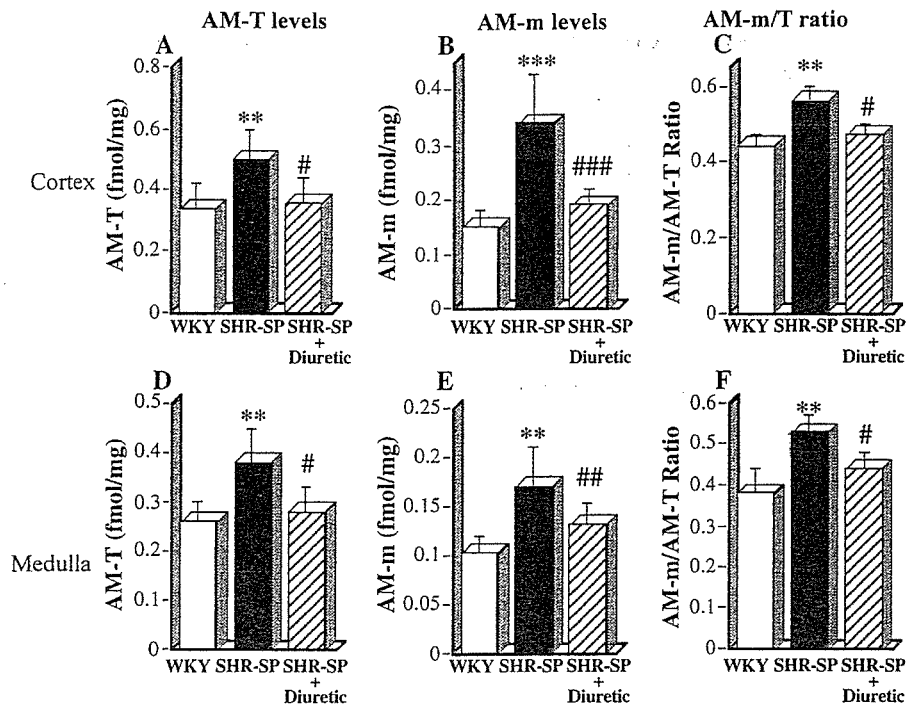 AM-T levels
AM-m levels
AM-m/T ratio
Cortex
A
AM-T (fmol/mg)
0.8
0.6
0.4
0.2
0
**
#
WKY SHR-SP SHR-SP
+
Diuretic
B
AM-m (fmol/mg)
0.4
0.3
0.2
0.1
0
***
###
WKY SHR-SP SHR-SP
+
Diuretic
C
AM-m/AM-T Ratio
0.6
0.4
0.2
0
**
#
WKY SHR-SP SHR-SP
+
Diuretic
Medulla
D
AM-T (fmol/mg)
0.5
0.4
0.3
0.2
0.1
0
**
#
WKY SHR-SP SHR-SP
+
Diuretic
E
AM-m (fmol/mg)
0.25
0.2
0.15
0.1
0.05
0
**
##
WKY SHR-SP SHR-SP
+
Diuretic
F
AM-m/AM-T Ratio
0.6
0.5
0.4
0.3
0.2
0.1
0
**
#
WKY SHR-SP SHR-SP
+
Diuretic